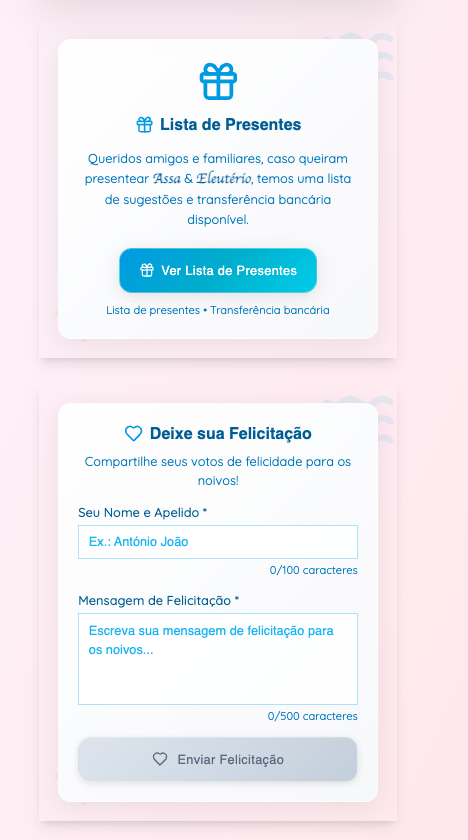 Lista de Presentes
Queridos amigos e familiares, caso queiram
presentear Assa & Eleutério, temos uma lista
de sugestões e transferência bancária
disponível.
Ver Lista de Presentes
Lista de presentes • Transferência bancária
Deixe sua Felicitação
Compartilhe seus votos de felicidade para os
noivos!
Seu Nome e Apelido *
Ex.: António João
0/100 caracteres
Mensagem de Felicitação *
Escreva sua mensagem de felicitação para
os noivos...
0/500 caracteres
Enviar Felicitação